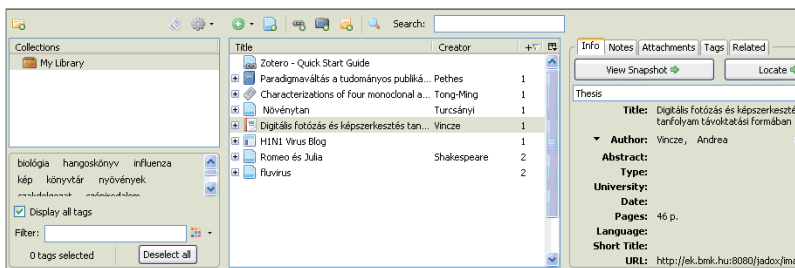 Search:
Collections
My Library
biológia hangoskönyv influenza
kép könyvtár nyövények
szakdolgozat szépirodalom
Display all tags
Filter:
0 tags selected
Deselect all
Title Creator +
Zotero - Quick Start Guide
Paradigmaváltás a tudományos publiká... Pethes 1
Characterizations of four monoclonal a... Tong-Ming 1
Növénytan Turcsányi 1
Digitális fotózás és képszerkesztés tan... Vincze 1
H1N1 Virus Blog 1
Romeo és Julia Shakespeare 2
fluvirus 2
Info Notes Attachments Tags Related
View Snapshot Locate
Thesis
Title: Digitális fotózás és képszerkeszté
tanfolyam távoktatási formában
Author: Vincze, Andrea
Abstract:
Type:
University:
Date:
Pages: 46 p.
Language:
Short Title:
URL: http://ek.bmk.hu:8080/jadox/ima